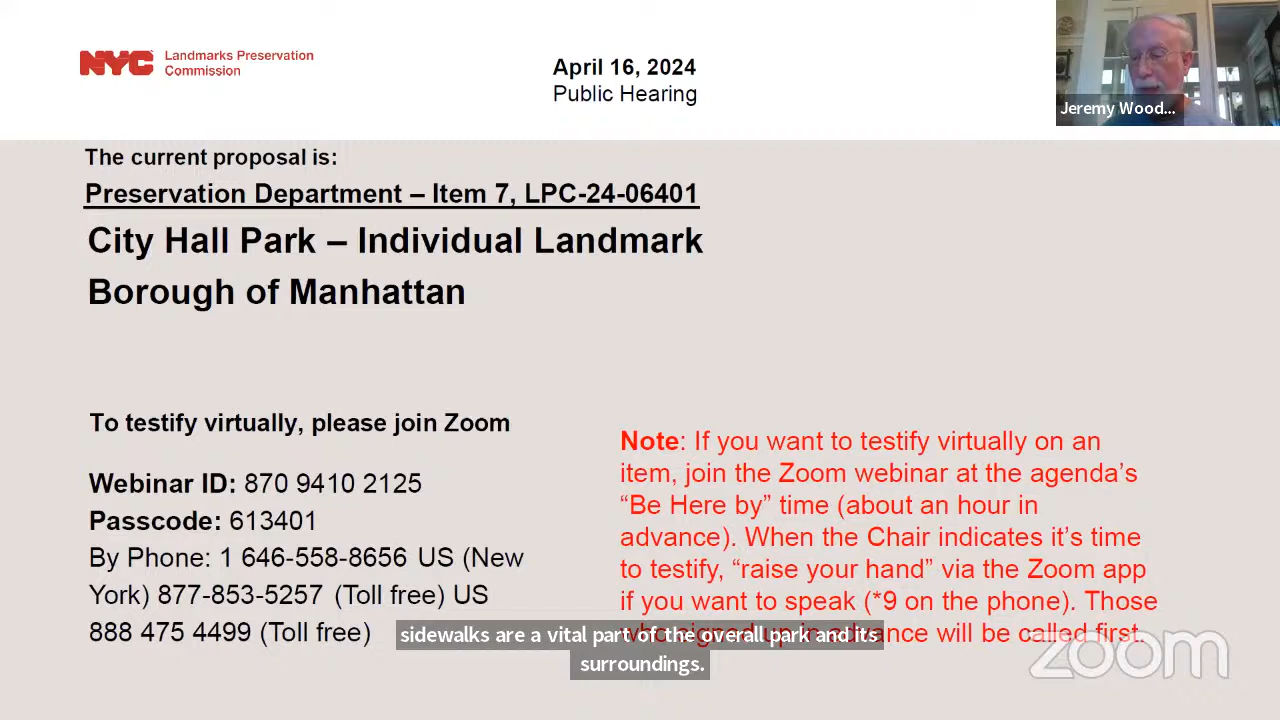 NYC Landmarks Preservation
Commission
April 16, 2024
Public Hearing
Jeremy Wood...
The current proposal is:
Preservation Department – Item 7, LPC-24-06401
City Hall Park – Individual Landmark
Borough of Manhattan
To testify virtually, please join Zoom
Webinar ID: 870 9410 2125
Passcode: 613401
By Phone: 1 646-558-8656 US (New
York) 877-853-5257 (Toll free) US
888 475 4499 (Toll free)
Note: If you want to testify virtually on an
item, join the Zoom webinar at the agenda’s
“Be Here by” time (about an hour in
advance). When the Chair indicates it’s time
to testify, “raise your hand” via the Zoom app
if you want to speak (*9 on the phone). Those
who signed up in advance will be called first.
sidewalks are a vital part of the overall park and its
surroundings.
zoom